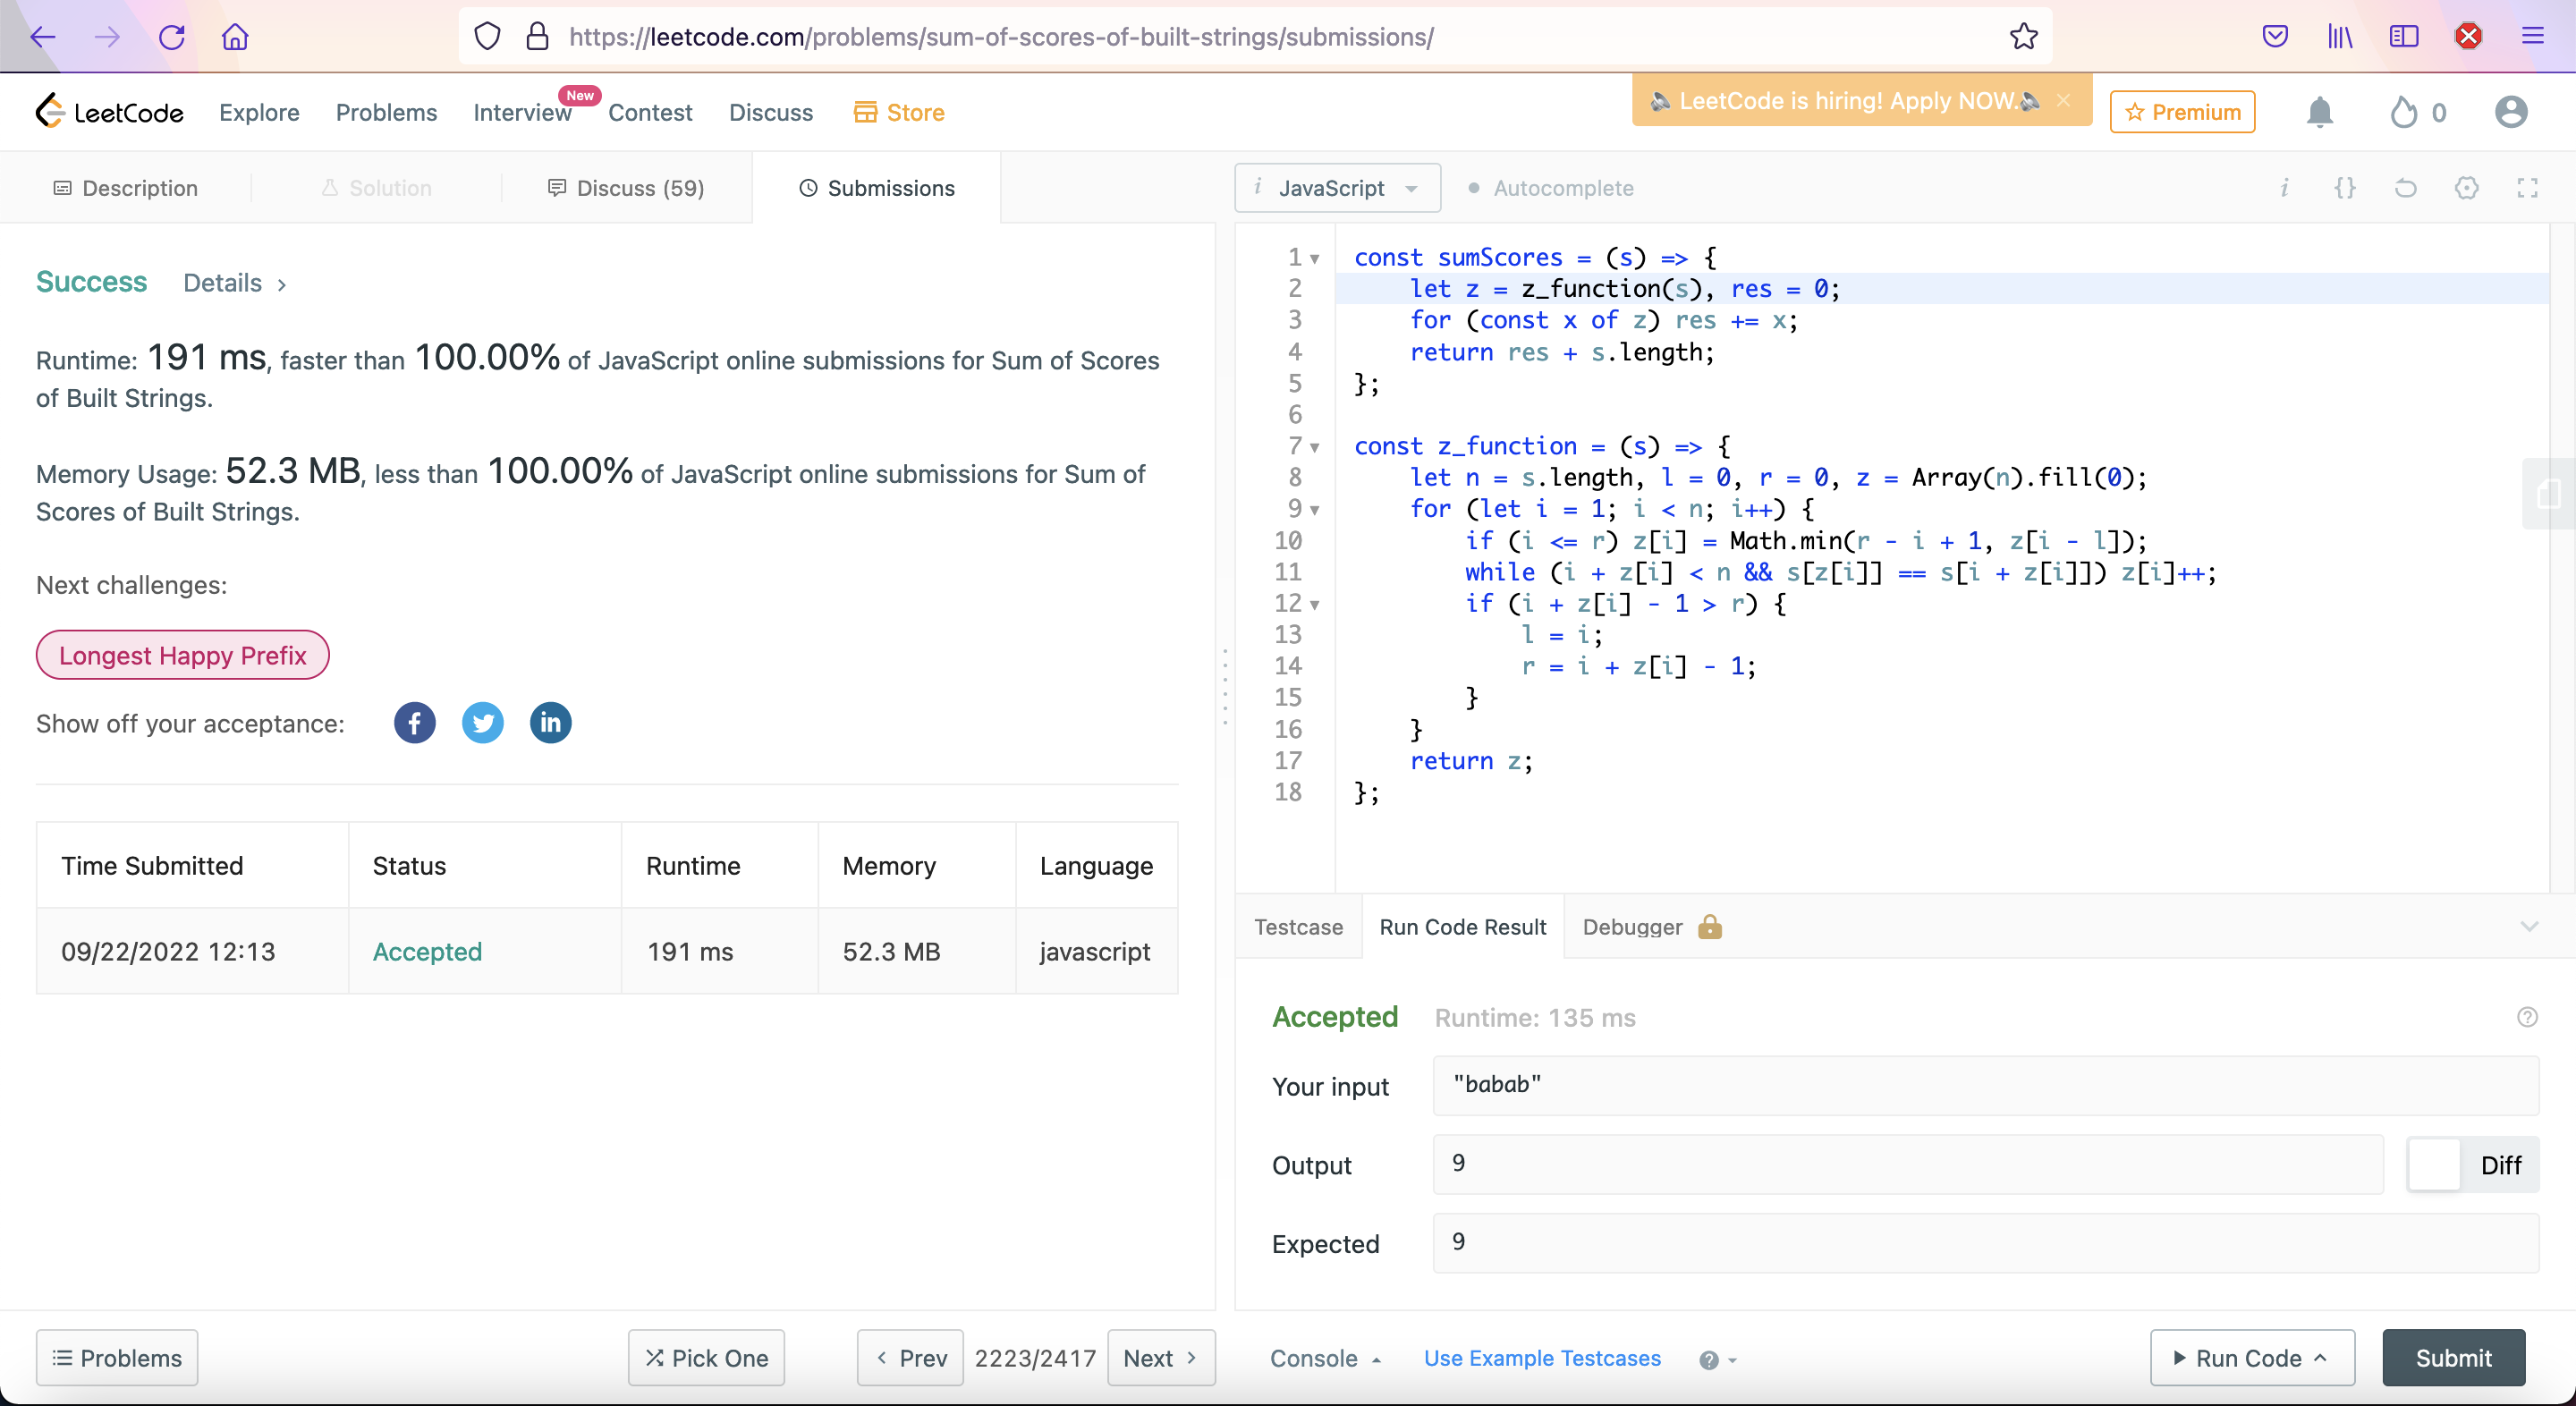 https://leetcode.com/problems/sum-of-scores-of-built-strings/submissions/
LeetCode Explore Problems Interview New Contest Discuss Store
LeetCode is hiring! Apply NOW. ×
Premium 0
Description Solution Discuss (59) Submissions
i JavaScript Autocomplete i {}
Success Details >
Runtime: 191 ms, faster than 100.00% of JavaScript online submissions for Sum of Scores
of Built Strings.
Memory Usage: 52.3 MB, less than 100.00% of JavaScript online submissions for Sum of
Scores of Built Strings.
Next challenges:
Longest Happy Prefix
Show off your acceptance: f in
Time Submitted Status Runtime Memory Language
09/22/2022 12:13 Accepted 191 ms 52.3 MB javascript
1 const sumScores = (s) => {
2     let z = z_function(s), res = 0;
3     for (const x of z) res += x;
4     return res + s.length;
5 };
6
7 const z_function = (s) => {
8     let n = s.length, l = 0, r = 0, z = Array(n).fill(0);
9     for (let i = 1; i < n; i++) {
10         if (i <= r) z[i] = Math.min(r - i + 1, z[i - l]);
11         while (i + z[i] < n && s[z[i]] == s[i + z[i]]) z[i]++;
12         if (i + z[i] - 1 > r) {
13             l = i;
14             r = i + z[i] - 1;
15         }
16     }
17     return z;
18 };
Testcase Run Code Result Debugger
Accepted Runtime: 135 ms ?
Your input "babab"
Output 9 Diff
Expected 9
Problems Pick One < Prev 2223/2417 Next >
Console Use Example Testcases ? Run Code Submit